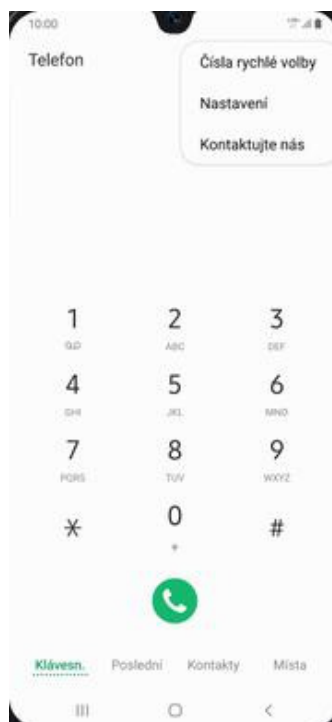 10:00
Telefon
Čísla rychlé volby
Nastavení
Kontaktujte nás
1 2 3
ABC DEF
4 5 6
GHI JKL MNO
7 8 9
PQRS TUV WXYZ
* 0 #
+
Klávesn. Poslední Kontakty Místa